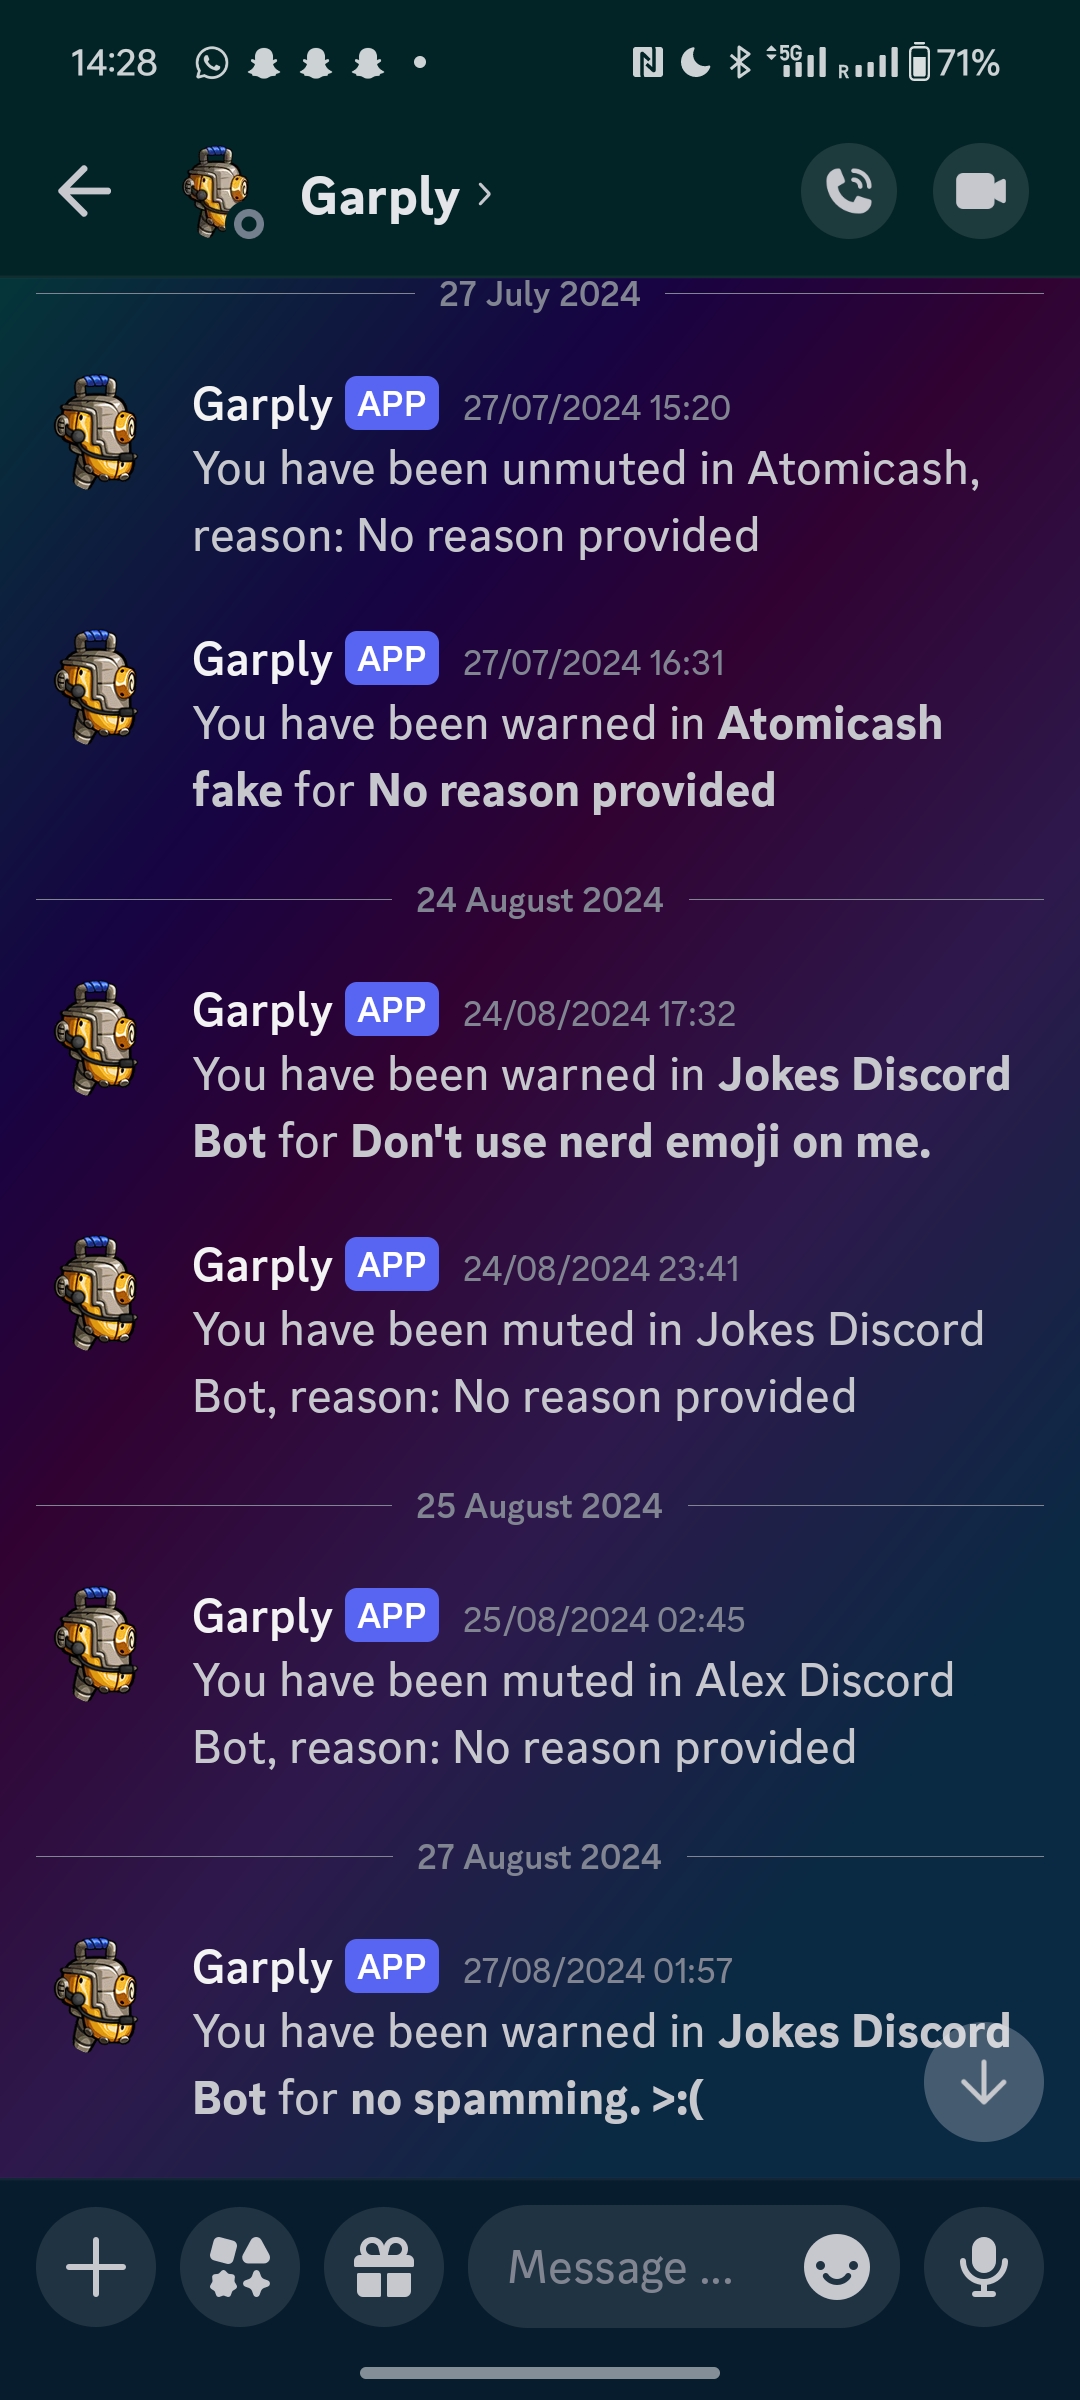 14:28
5G
R
71%
Garply
27 July 2024
Garply APP 27/07/2024 15:20
You have been unmuted in Atomicash,
reason: No reason provided
Garply APP 27/07/2024 16:31
You have been warned in Atomicash
fake for No reason provided
24 August 2024
Garply APP 24/08/2024 17:32
You have been warned in Jokes Discord
Bot for Don't use nerd emoji on me.
Garply APP 24/08/2024 23:41
You have been muted in Jokes Discord
Bot, reason: No reason provided
25 August 2024
Garply APP 25/08/2024 02:45
You have been muted in Alex Discord
Bot, reason: No reason provided
27 August 2024
Garply APP 27/08/2024 01:57
You have been warned in Jokes Discord
Bot for no spamming. >:(
Message ...